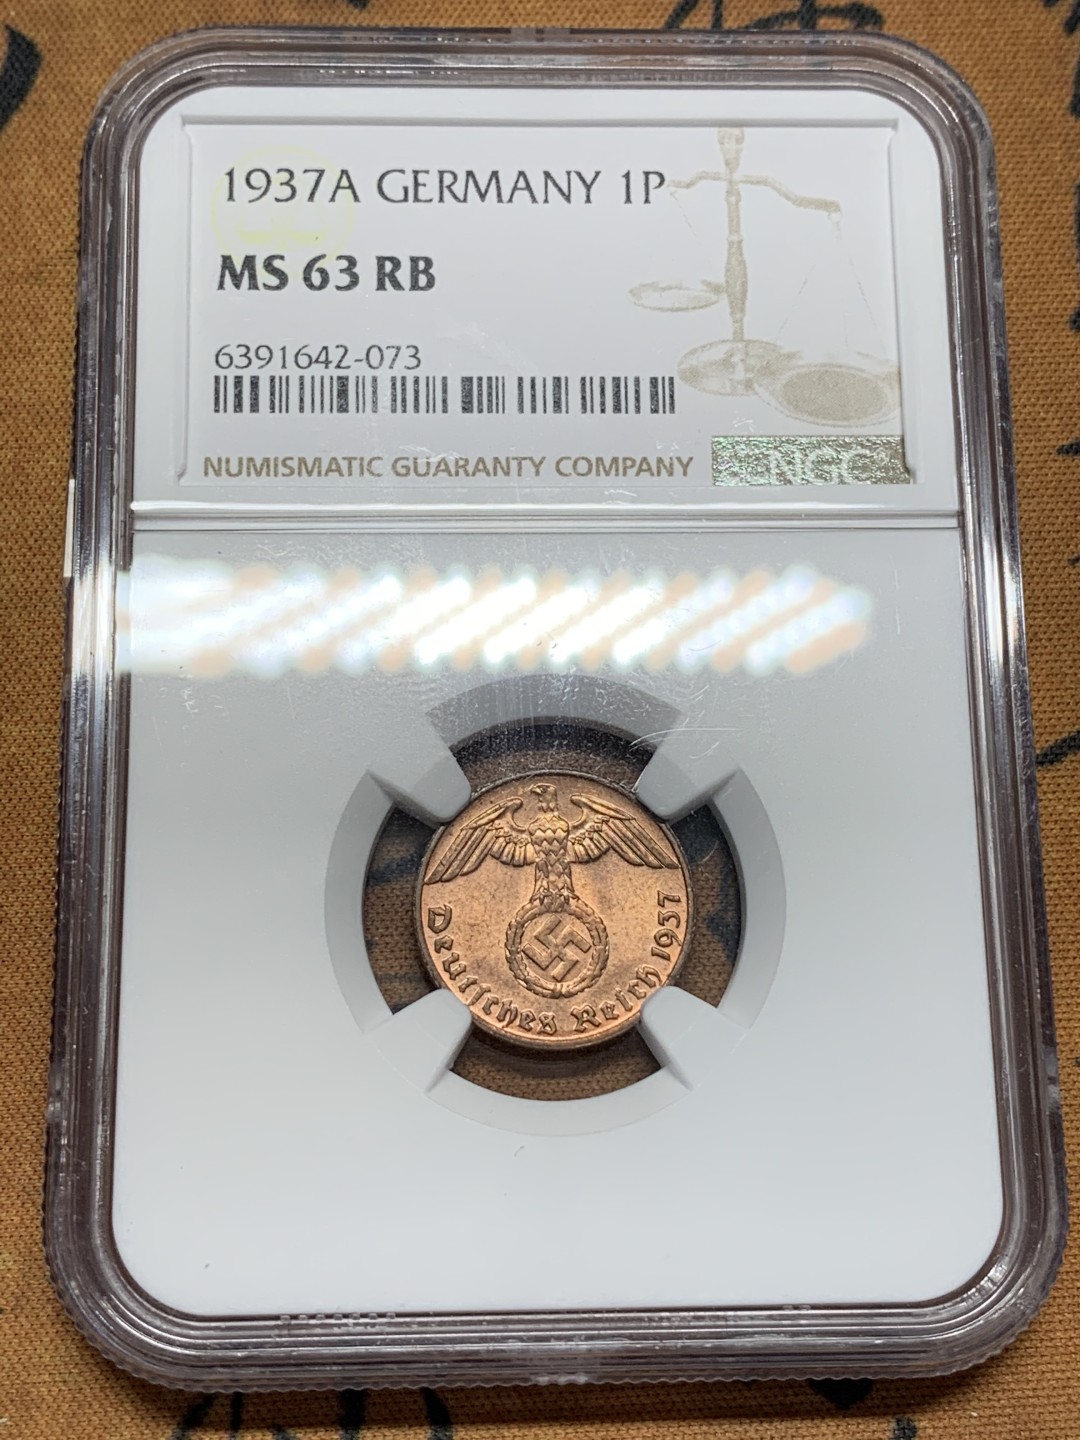 1937A GERMANY 1P
MS 63 RB
6391642-073
NUMISMATIC GUARANTY COMPANY
NGC
Deutsches Reich 1937